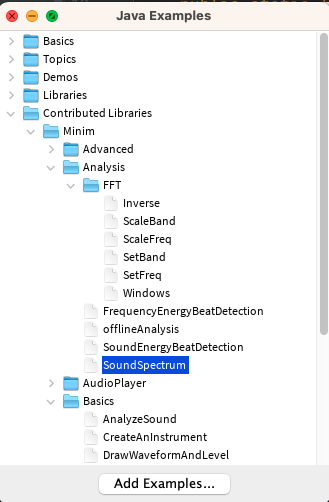 Java Examples
Basics
Topics
Demos
Libraries
Contributed Libraries
Minim
Advanced
Analysis
FFT
Inverse
ScaleBand
ScaleFreq
SetBand
SetFreq
Windows
FrequencyEnergyBeatDetection
offlineAnalysis
SoundEnergyBeatDetection
SoundSpectrum
AudioPlayer
Basics
AnalyzeSound
CreateAnInstrument
DrawWaveformAndLevel
Add Examples...